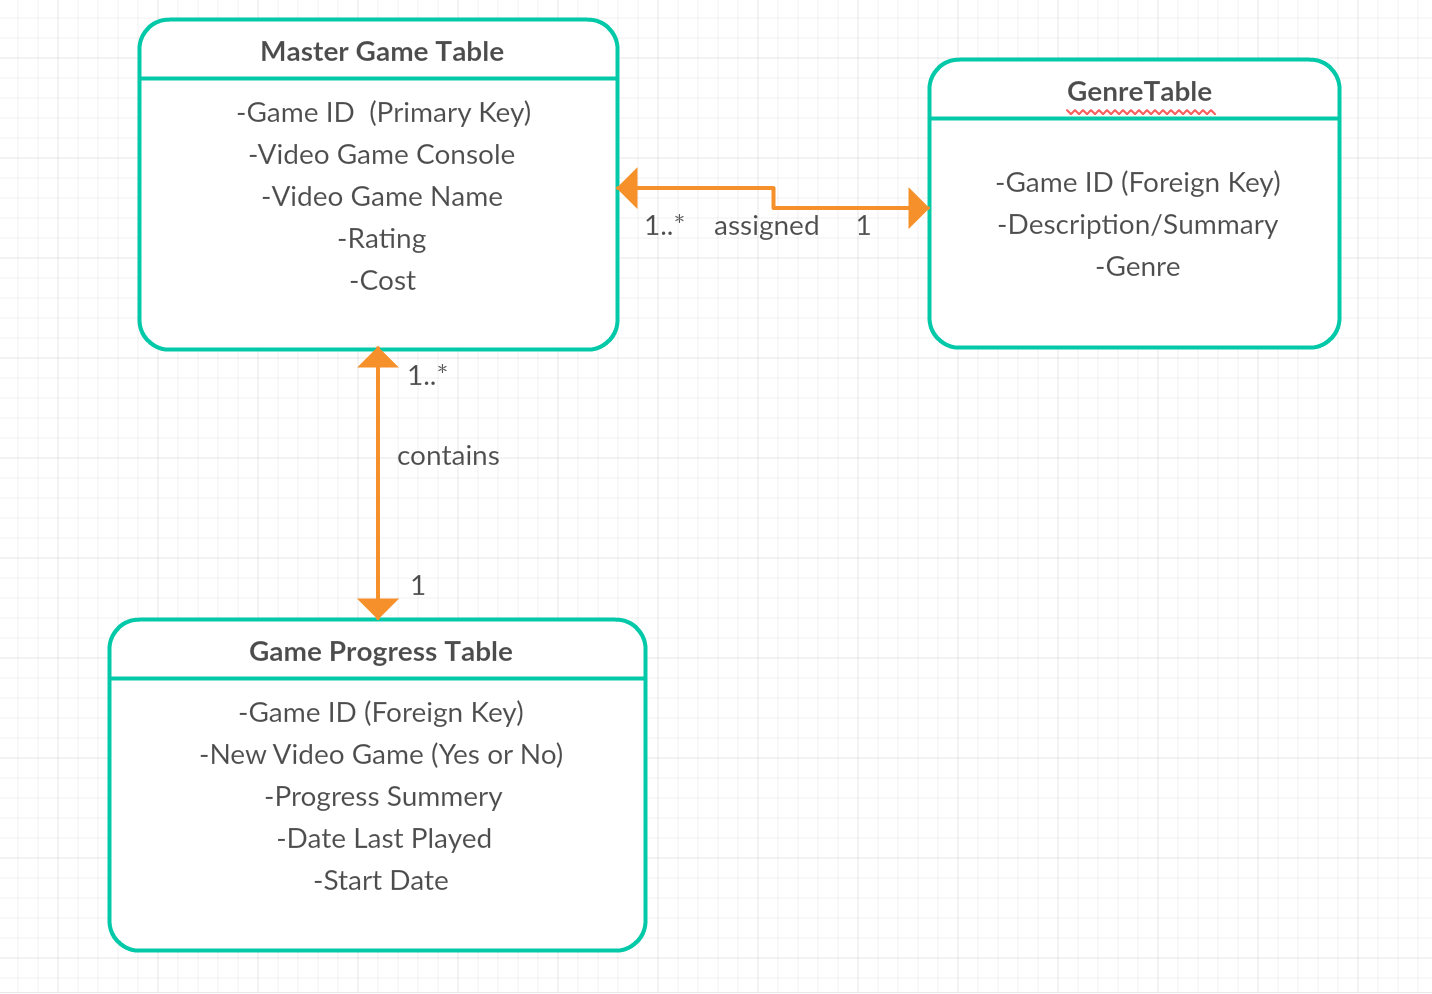 Master Game Table
-Game ID  (Primary Key)
-Video Game Console
-Video Game Name
-Rating
-Cost
GenreTable
-Game ID (Foreign Key)
-Description/Summary
-Genre
1..*    assigned    1
1..*
contains
1
Game Progress Table
-Game ID (Foreign Key)
-New Video Game (Yes or No)
-Progress Summery
-Date Last Played
-Start Date